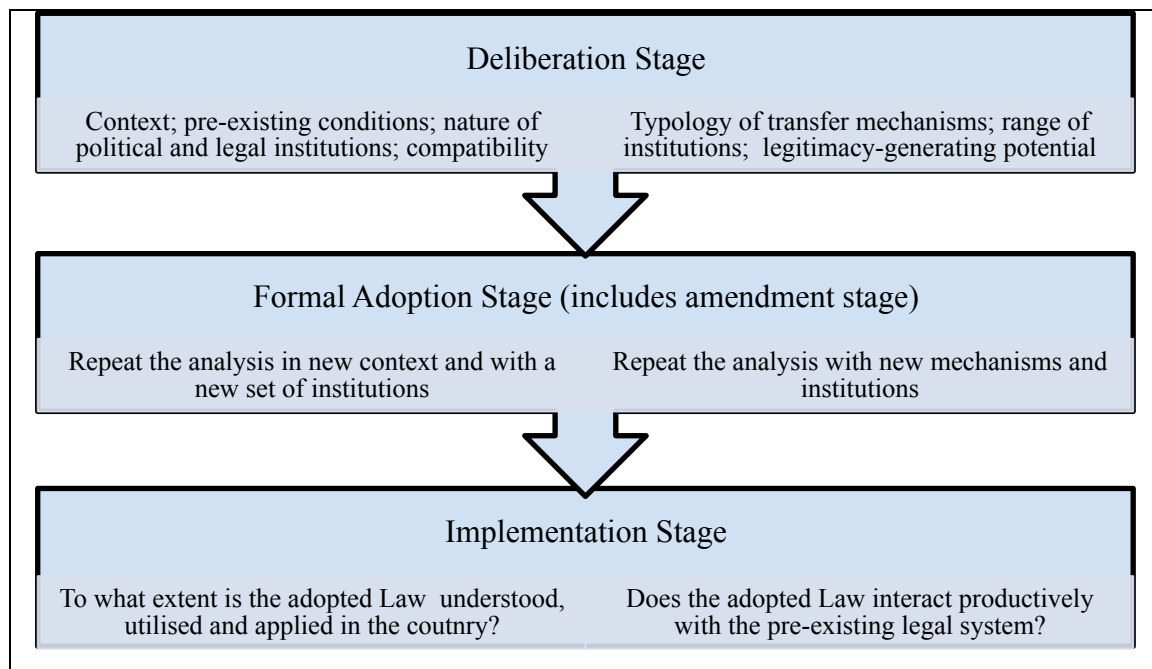 Deliberation Stage
Context; pre-existing conditions; nature of
political and legal institutions; compatibility
Typology of transfer mechanisms; range of
institutions; legitimacy-generating potential
Formal Adoption Stage (includes amendment stage)
Repeat the analysis in new context and with a
new set of institutions
Repeat the analysis with new mechanisms and
institutions
Implementation Stage
To what extent is the adopted Law understood,
utilised and applied in the coutnry?
Does the adopted Law interact productively
with the pre-existing legal system?